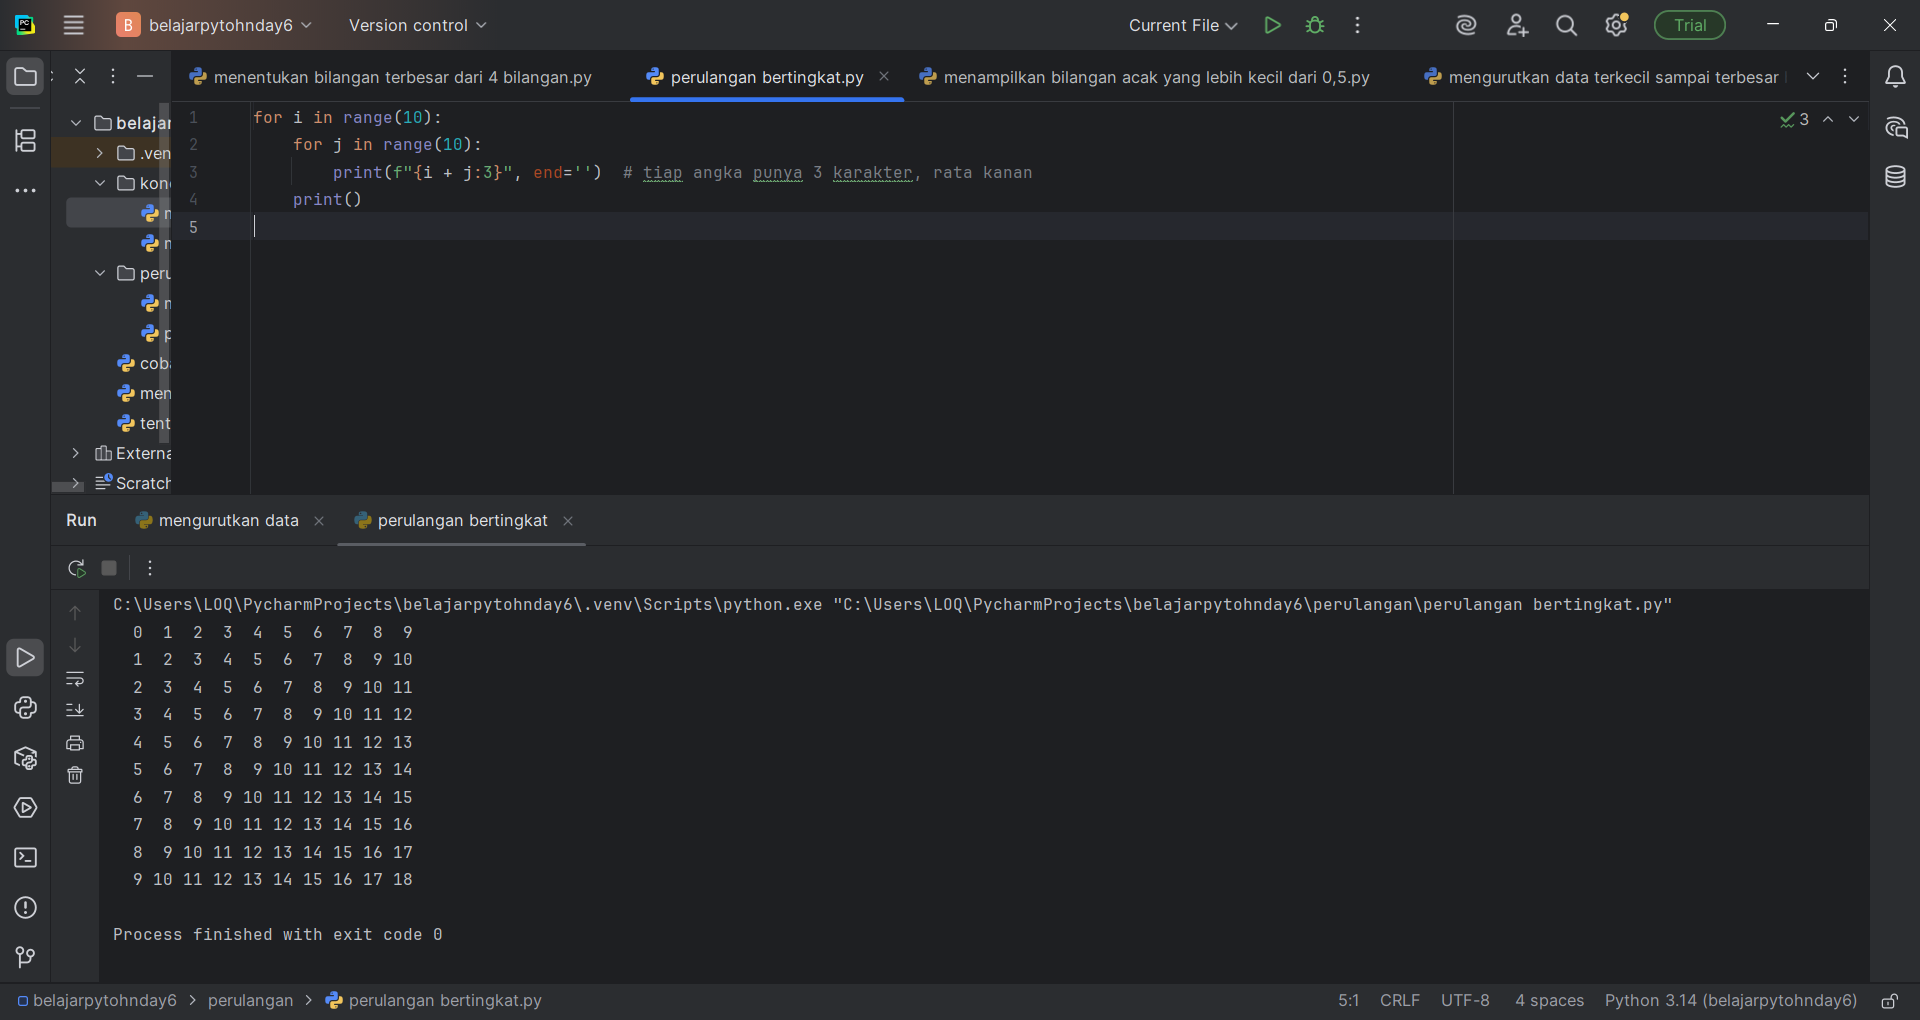 B belajarpytohnday6 Version control Current File Trial
menentukan bilangan terbesar dari 4 bilangan.py perulangan bertingkat.py menampilkan bilangan acak yang lebih kecil dari 0,5.py mengurutkan data terkecil sampai terbesar
belajar
.ven
kon
peru
cob
men
tent
Externa
Scratch
1 for i in range(10):
2     for j in range(10):
3         print(f"{i + j:3}", end='')  # tiap angka punya 3 karakter, rata kanan
4     print()
5
3
Run mengurutkan data perulangan bertingkat
C:\Users\LOQ\PycharmProjects\belajarpytohnday6\.venv\Scripts\python.exe "C:\Users\LOQ\PycharmProjects\belajarpytohnday6\perulangan\perulangan bertingkat.py"
  0  1  2  3  4  5  6  7  8  9
  1  2  3  4  5  6  7  8  9 10
  2  3  4  5  6  7  8  9 10 11
  3  4  5  6  7  8  9 10 11 12
  4  5  6  7  8  9 10 11 12 13
  5  6  7  8  9 10 11 12 13 14
  6  7  8  9 10 11 12 13 14 15
  7  8  9 10 11 12 13 14 15 16
  8  9 10 11 12 13 14 15 16 17
  9 10 11 12 13 14 15 16 17 18
Process finished with exit code 0
belajarpytohnday6 > perulangan > perulangan bertingkat.py 5:1 CRLF UTF-8 4 spaces Python 3.14 (belajarpytohnday6)